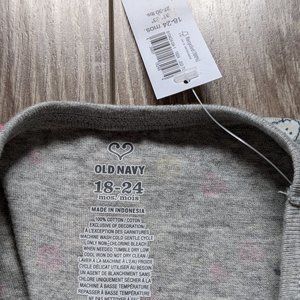 18-24 mos
OLD NAVY
18-24
mos./mois
MADE IN INDONESIA
100% COTTON / COTON
EXCLUSIVE OF DECORATION
À L'EXCEPTION DES GARNITURES
MACHINE WASH COLD GENTLE CYCLE
ONLY NON-CHLORINE BLEACH
WHEN NEEDED TUMBLE DRY LOW
COOL IRON DO NOT DRY CLEAN
LAVER À LA MACHINE À L'EAU FROIDE
CYCLE DÉLICAT UTILISER AU BESOIN
UN AGENT DE BLANCHIMENT SANS
CHLORE UNIQUEMENT SÉCHER À LA
MACHINE À BASSE TEMPÉRATURE
REPASSER À BASSE TEMPÉRATURE